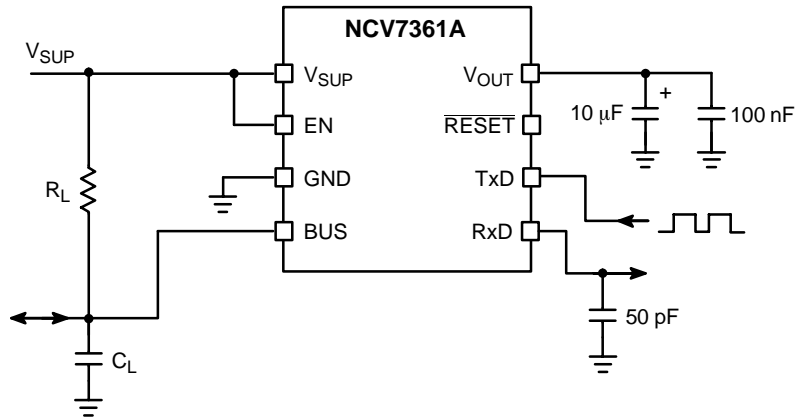 NCV7361A
VSUP
VSUP
VOUT
+
10 μF
100 nF
EN
RESET
RL
GND
TxD
BUS
RxD
50 pF
CL